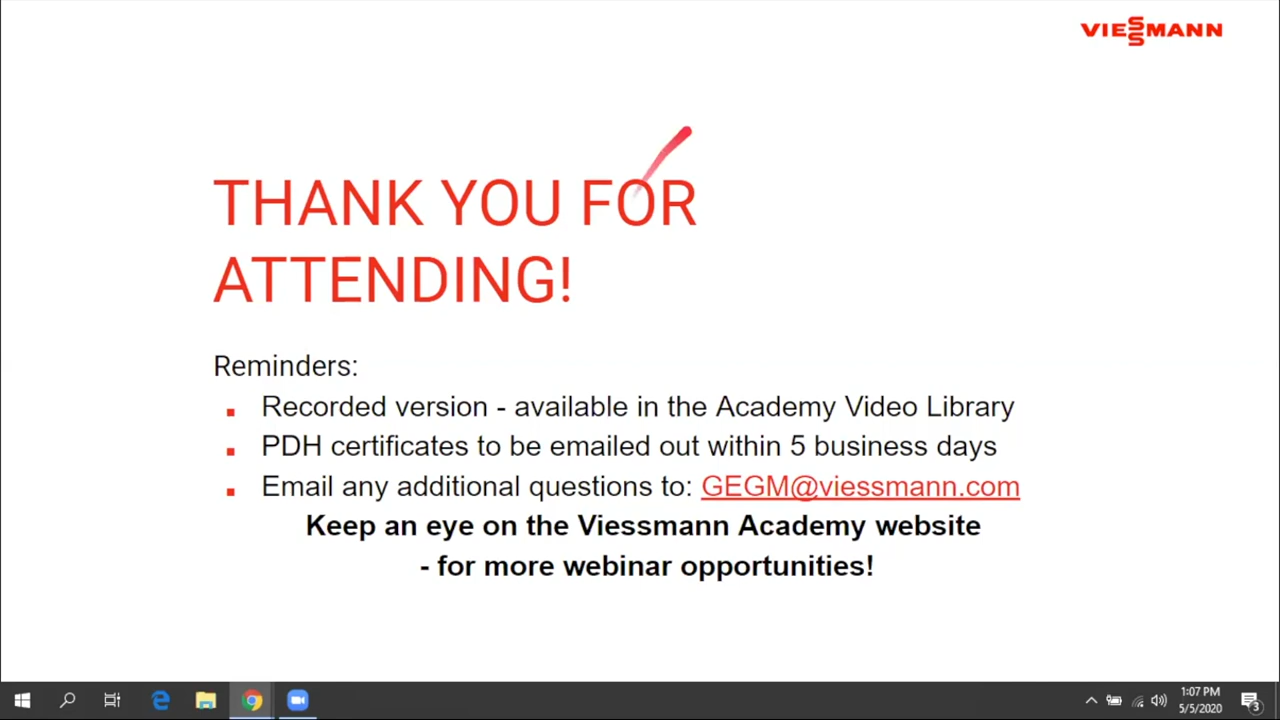 VIESSMANN
THANK YOU FOR
ATTENDING!
Reminders:
Recorded version - available in the Academy Video Library
PDH certificates to be emailed out within 5 business days
Email any additional questions to: GEGM@viessmann.com
Keep an eye on the Viessmann Academy website
- for more webinar opportunities!
1:07 PM
5/5/2020
3